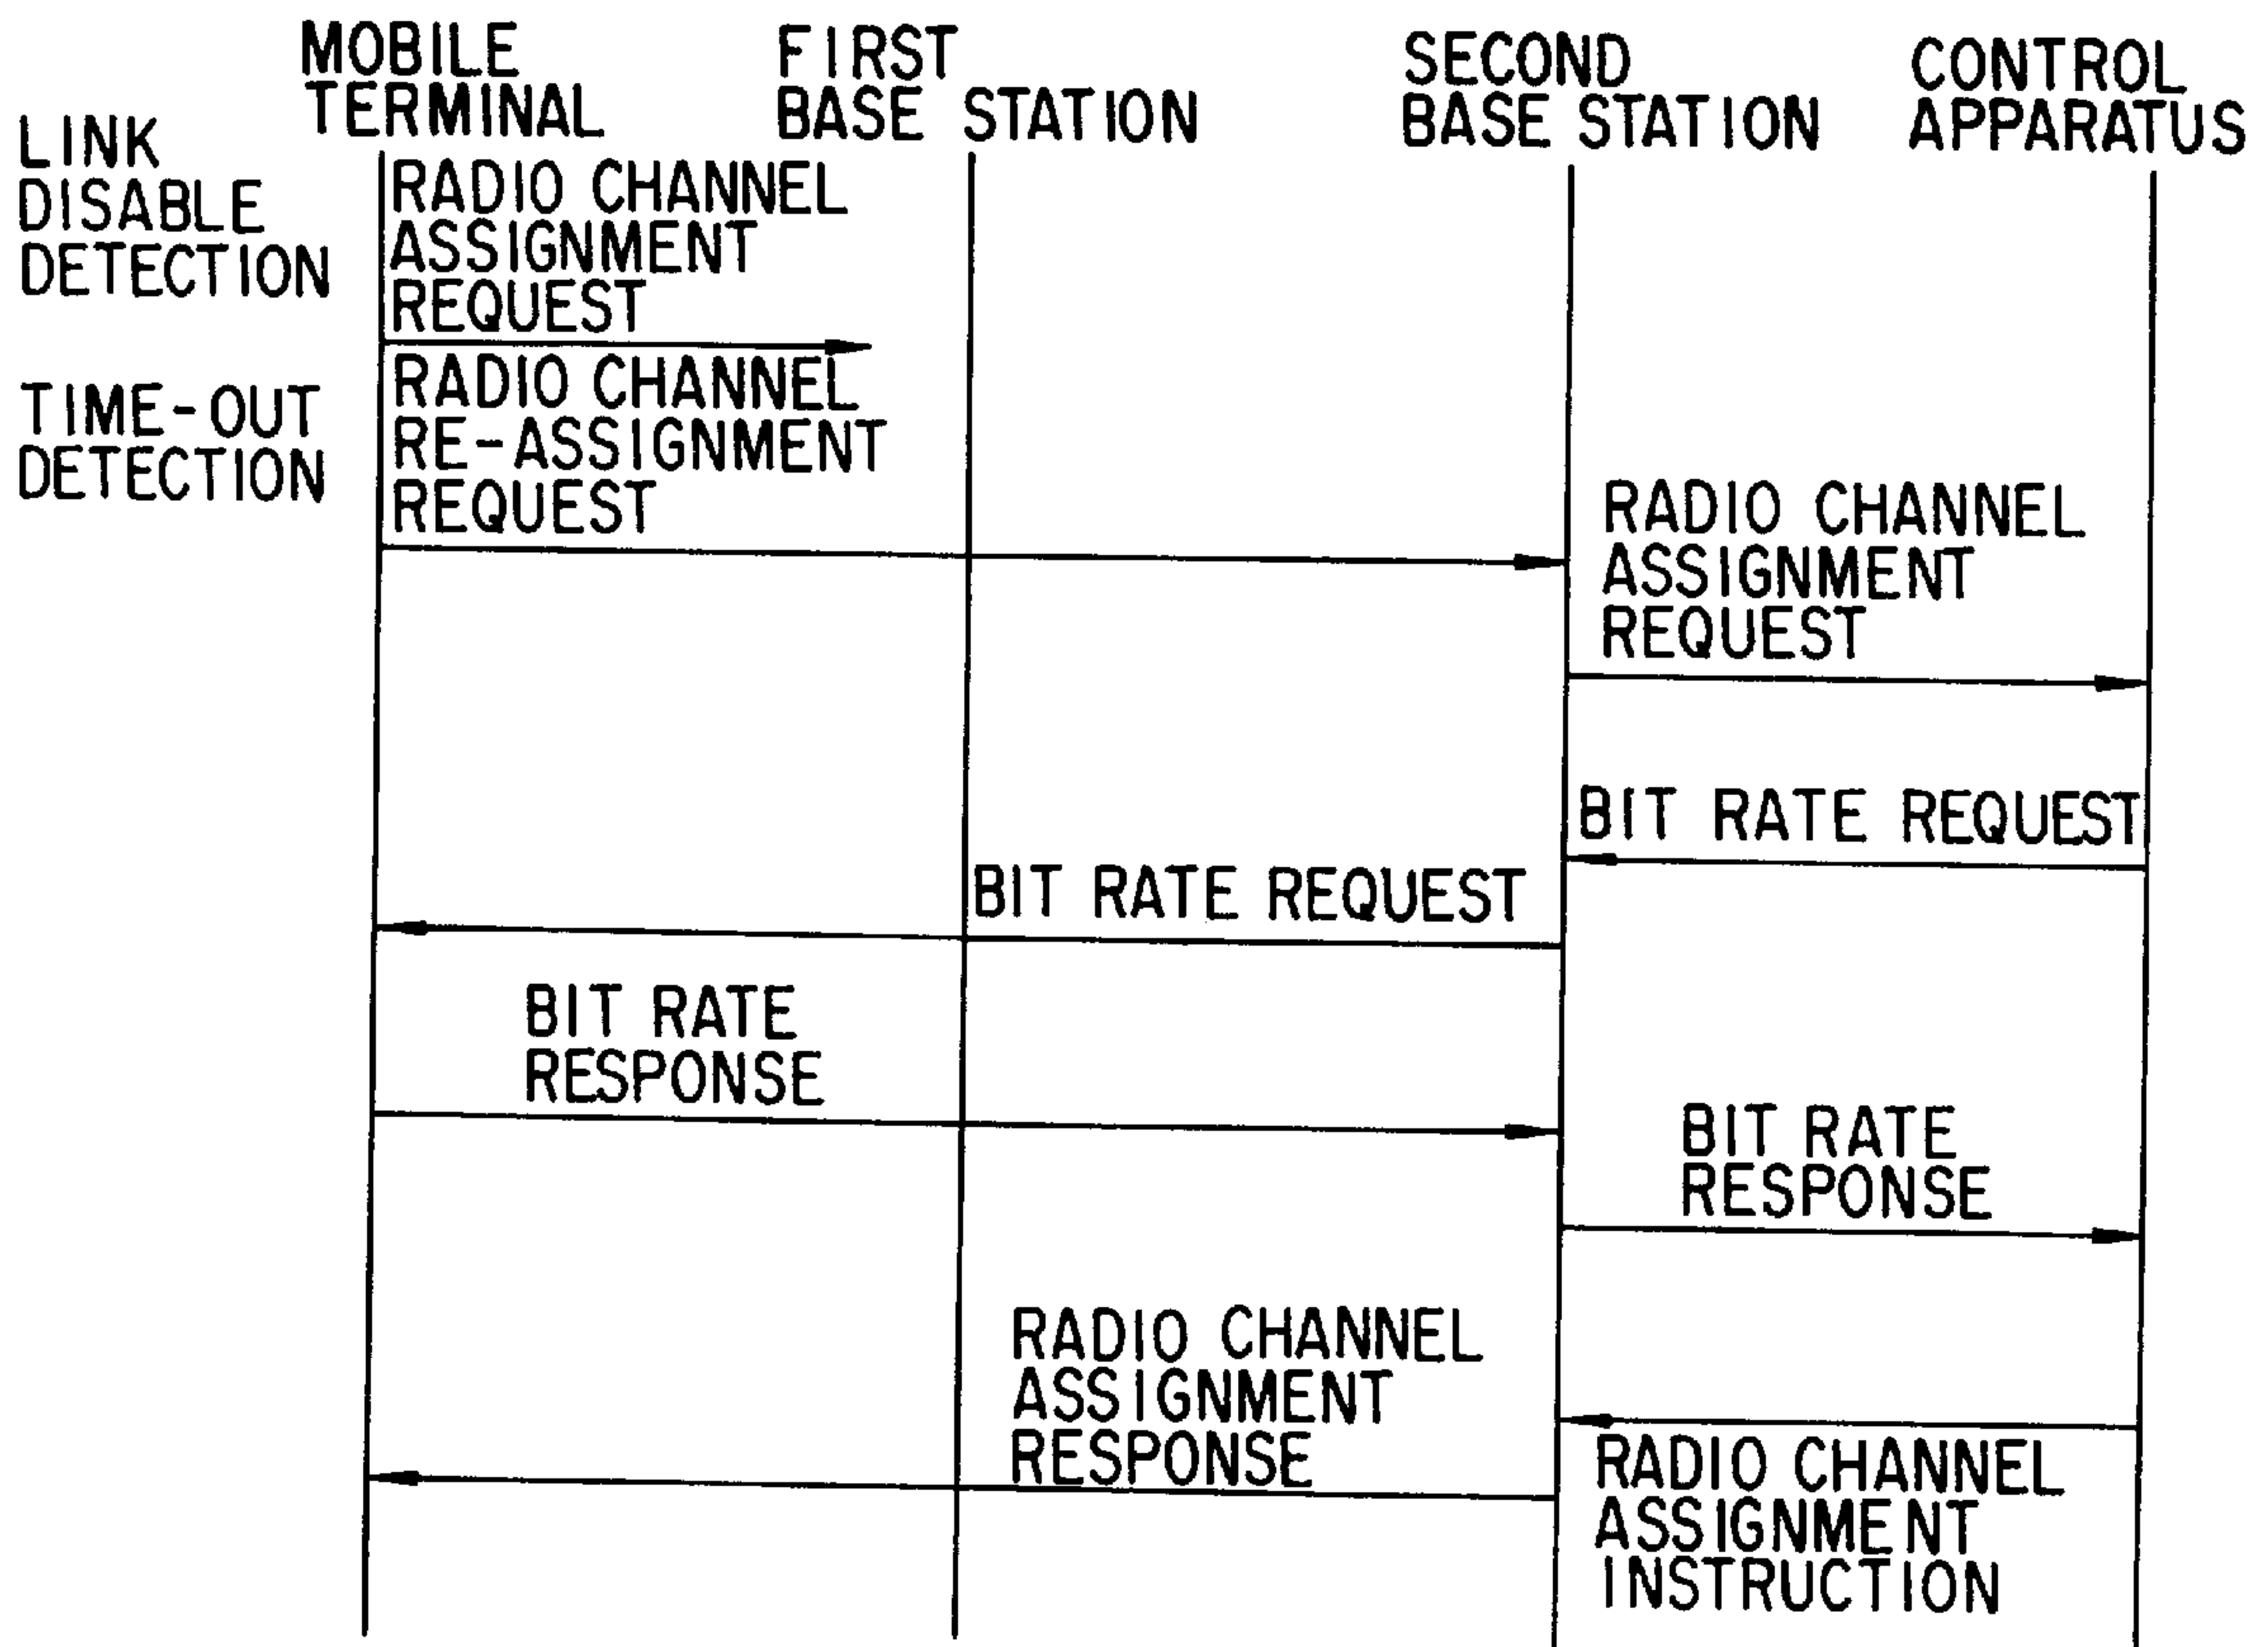 MOBILE
TERMINAL
FIRST
BASE STATION
SECOND
BASE STATION
CONTROL
APPARATUS
LINK
DISABLE
DETECTION
RADIO CHANNEL
ASSIGNMENT
REQUEST
TIME-OUT
DETECTION
RADIO CHANNEL
RE-ASSIGNMENT
REQUEST
RADIO CHANNEL
ASSIGNMENT
REQUEST
BIT RATE REQUEST
BIT RATE REQUEST
BIT RATE
RESPONSE
BIT RATE
RESPONSE
RADIO CHANNEL
ASSIGNMENT
RESPONSE
RADIO CHANNEL
ASSIGNMENT
INSTRUCTION